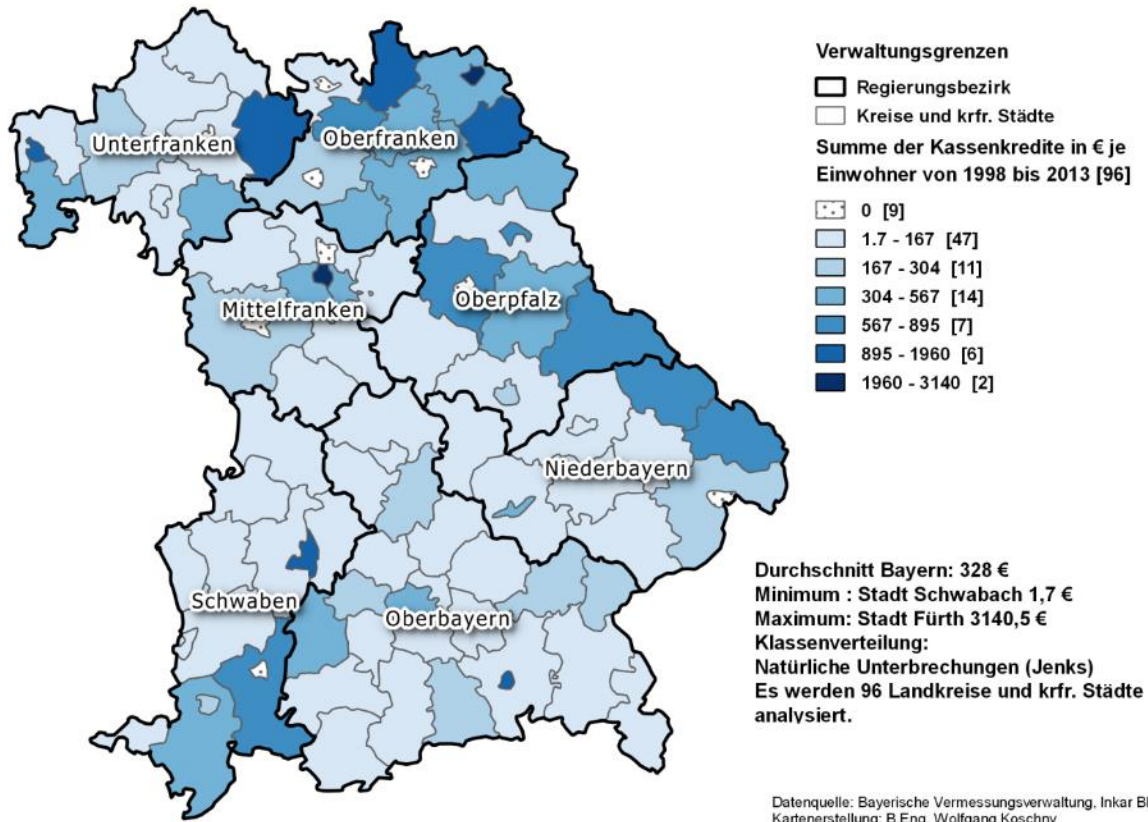 Unterfranken
Oberfranken
Mittelfranken
Oberpfalz
Niederbayern
Schwaben
Oberbayern
Verwaltungsgrenzen
Regierungsbezirk
Kreise und krfr. Städte
Summe der Kassenkredite in € je
Einwohner von 1998 bis 2013 [96]
0 [9]
1.7 - 167 [47]
167 - 304 [11]
304 - 567 [14]
567 - 895 [7]
895 - 1960 [6]
1960 - 3140 [2]
Durchschnitt Bayern: 328 €
Minimum : Stadt Schwabach 1,7 €
Maximum: Stadt Fürth 3140,5 €
Klassenverteilung:
Natürliche Unterbrechungen (Jenks)
Es werden 96 Landkreise und krfr. Städte
analysiert.
Datenquelle: Bayerische Vermessungsverwaltung, Inkar
Kartenerstellung: B.Eng. Wolfgang Koschny